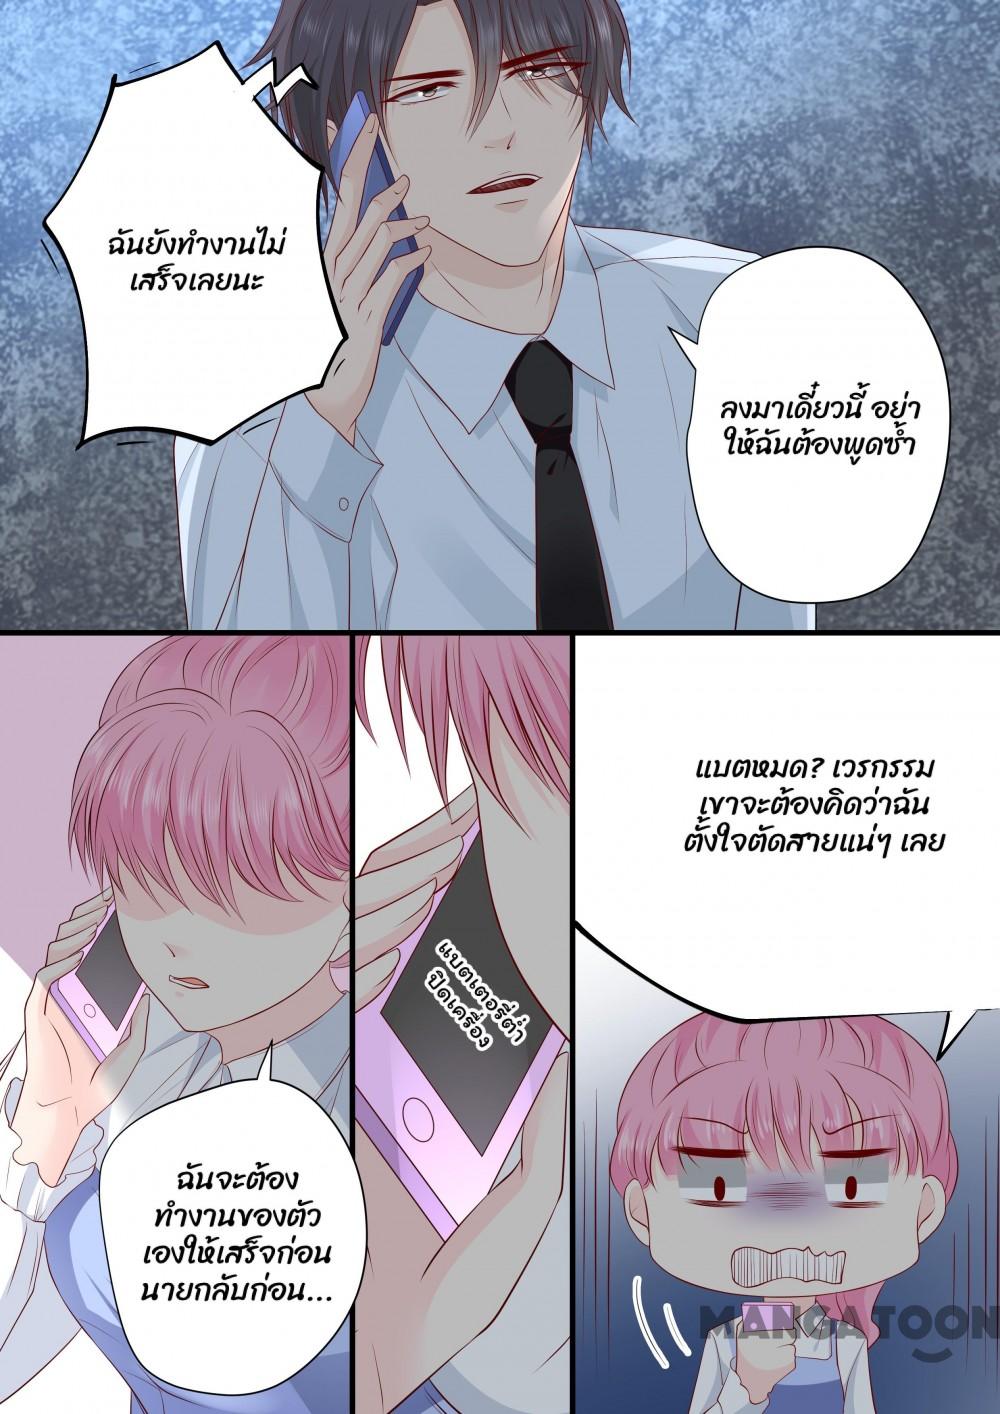 ฉันยังทำงานไม่
เสร็จเลยนะ
ลงมาเดี๋ยวนี้ อย่า
ให้ฉันต้องพูดซ้ำ
ฉันจะต้อง
ทำงานของตัว
เองให้เสร็จก่อน
นายกลับก่อน...
แบตเตอรี่ต่ำ
ปิดเครื่อง
แบตหมด? เวรกรรม
เขาจะต้องคิดว่าฉัน
ตั้งใจตัดสายแน่ๆ เลย
MANGATOON